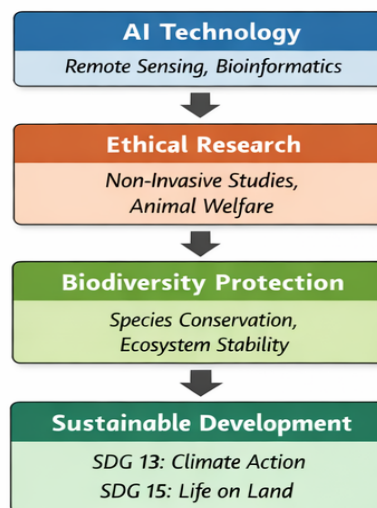 AI Technology
Remote Sensing, Bioinformatics
Ethical Research
Non-Invasive Studies,
Animal Welfare
Biodiversity Protection
Species Conservation,
Ecosystem Stability
Sustainable Development
SDG 13: Climate Action
SDG 15: Life on Land